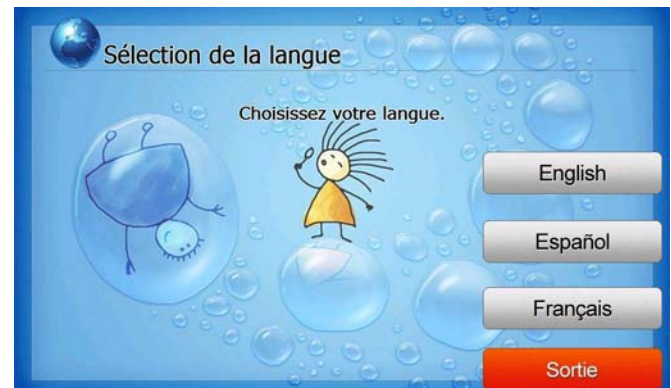 Sélection de la langue
Choisissez votre langue.
English
Español
Français
Sortie